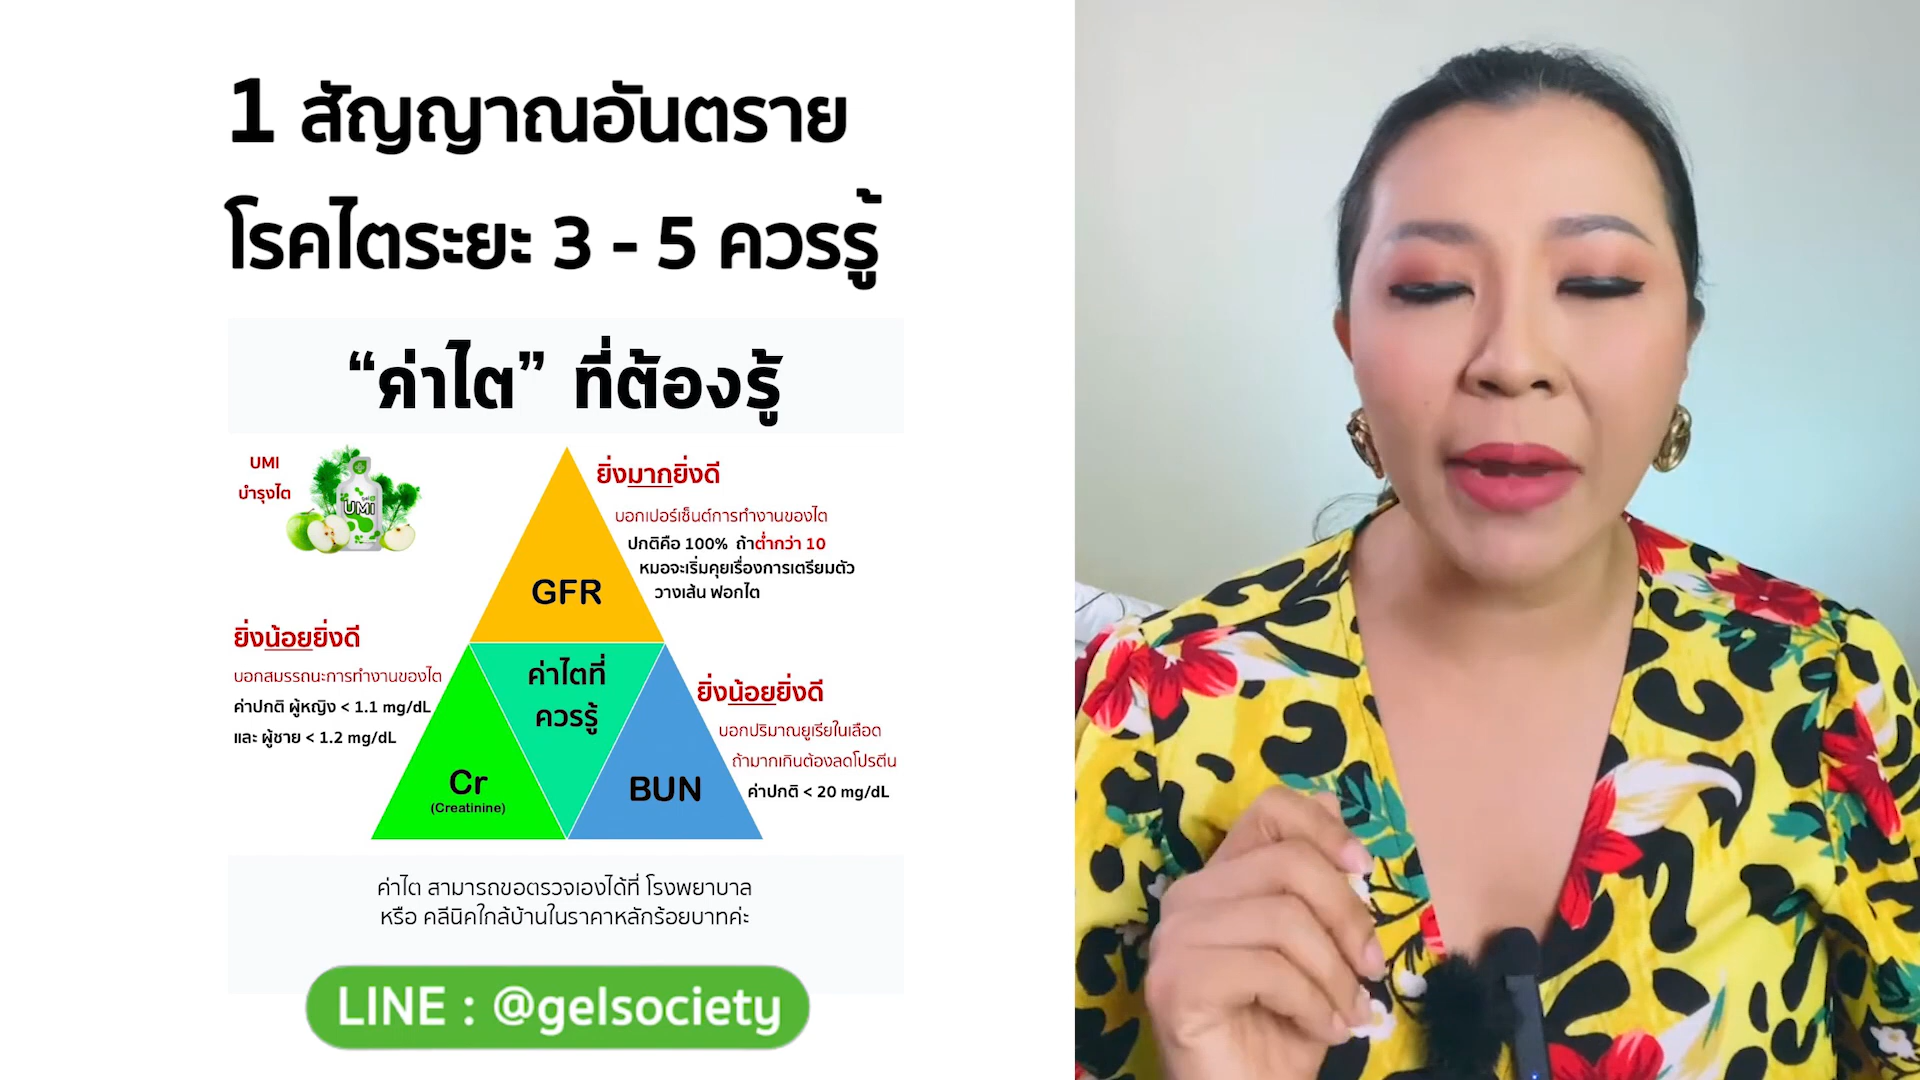 1 สัญญาณอันตราย
โรคไตระยะ 3 - 5 ควรรู้
“ค่าไต” ที่ต้องรู้
UMI
บำรุงไต
UMI
gel
ยิ่งมากยิ่งดี
บอกเปอร์เซ็นต์การทำงานของไต
ปกติคือ 100% ถ้าต่ำกว่า 10
หมอจะเริ่มคุยเรื่องการเตรียมตัว
วางเส้น ฟอกไต
GFR
ยิ่งน้อยยิ่งดี
บอกสมรรถนะการทำงานของไต
ค่าปกติ ผู้หญิง < 1.1 mg/dL
และ ผู้ชาย < 1.2 mg/dL
ค่าไตที่
ควรรู้
ยิ่งน้อยยิ่งดี
บอกปริมาณยูเรียในเลือด
ถ้ามากเกินต้องลดโปรตีน
ค่าปกติ < 20 mg/dL
Cr
(Creatinine)
BUN
ค่าไต สามารถขอตรวจเองได้ที่ โรงพยาบาล
หรือ คลีนิคใกล้บ้านในราคาหลักร้อยบาทค่ะ
LINE : @gelsociety